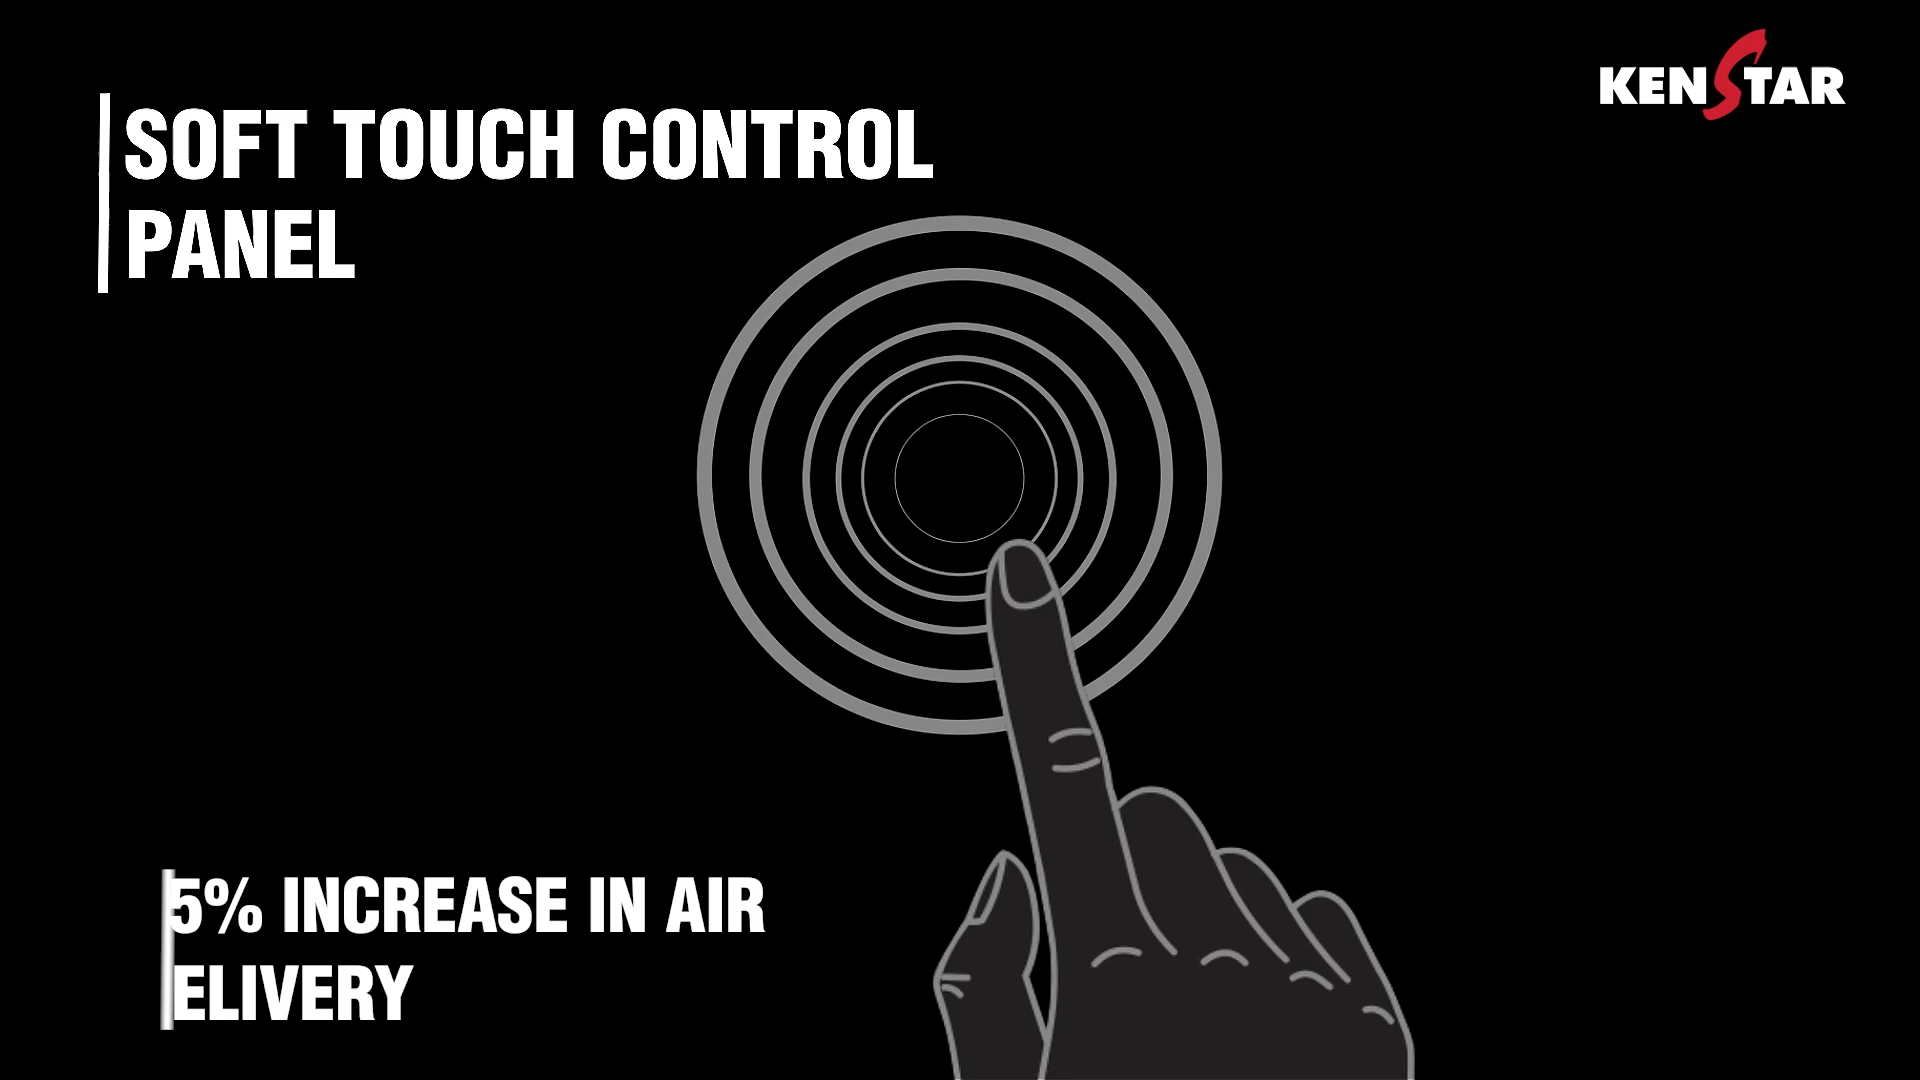 KENSTAR
SOFT TOUCH CONTROL
PANEL
5% INCREASE IN AIR
ELIVERY